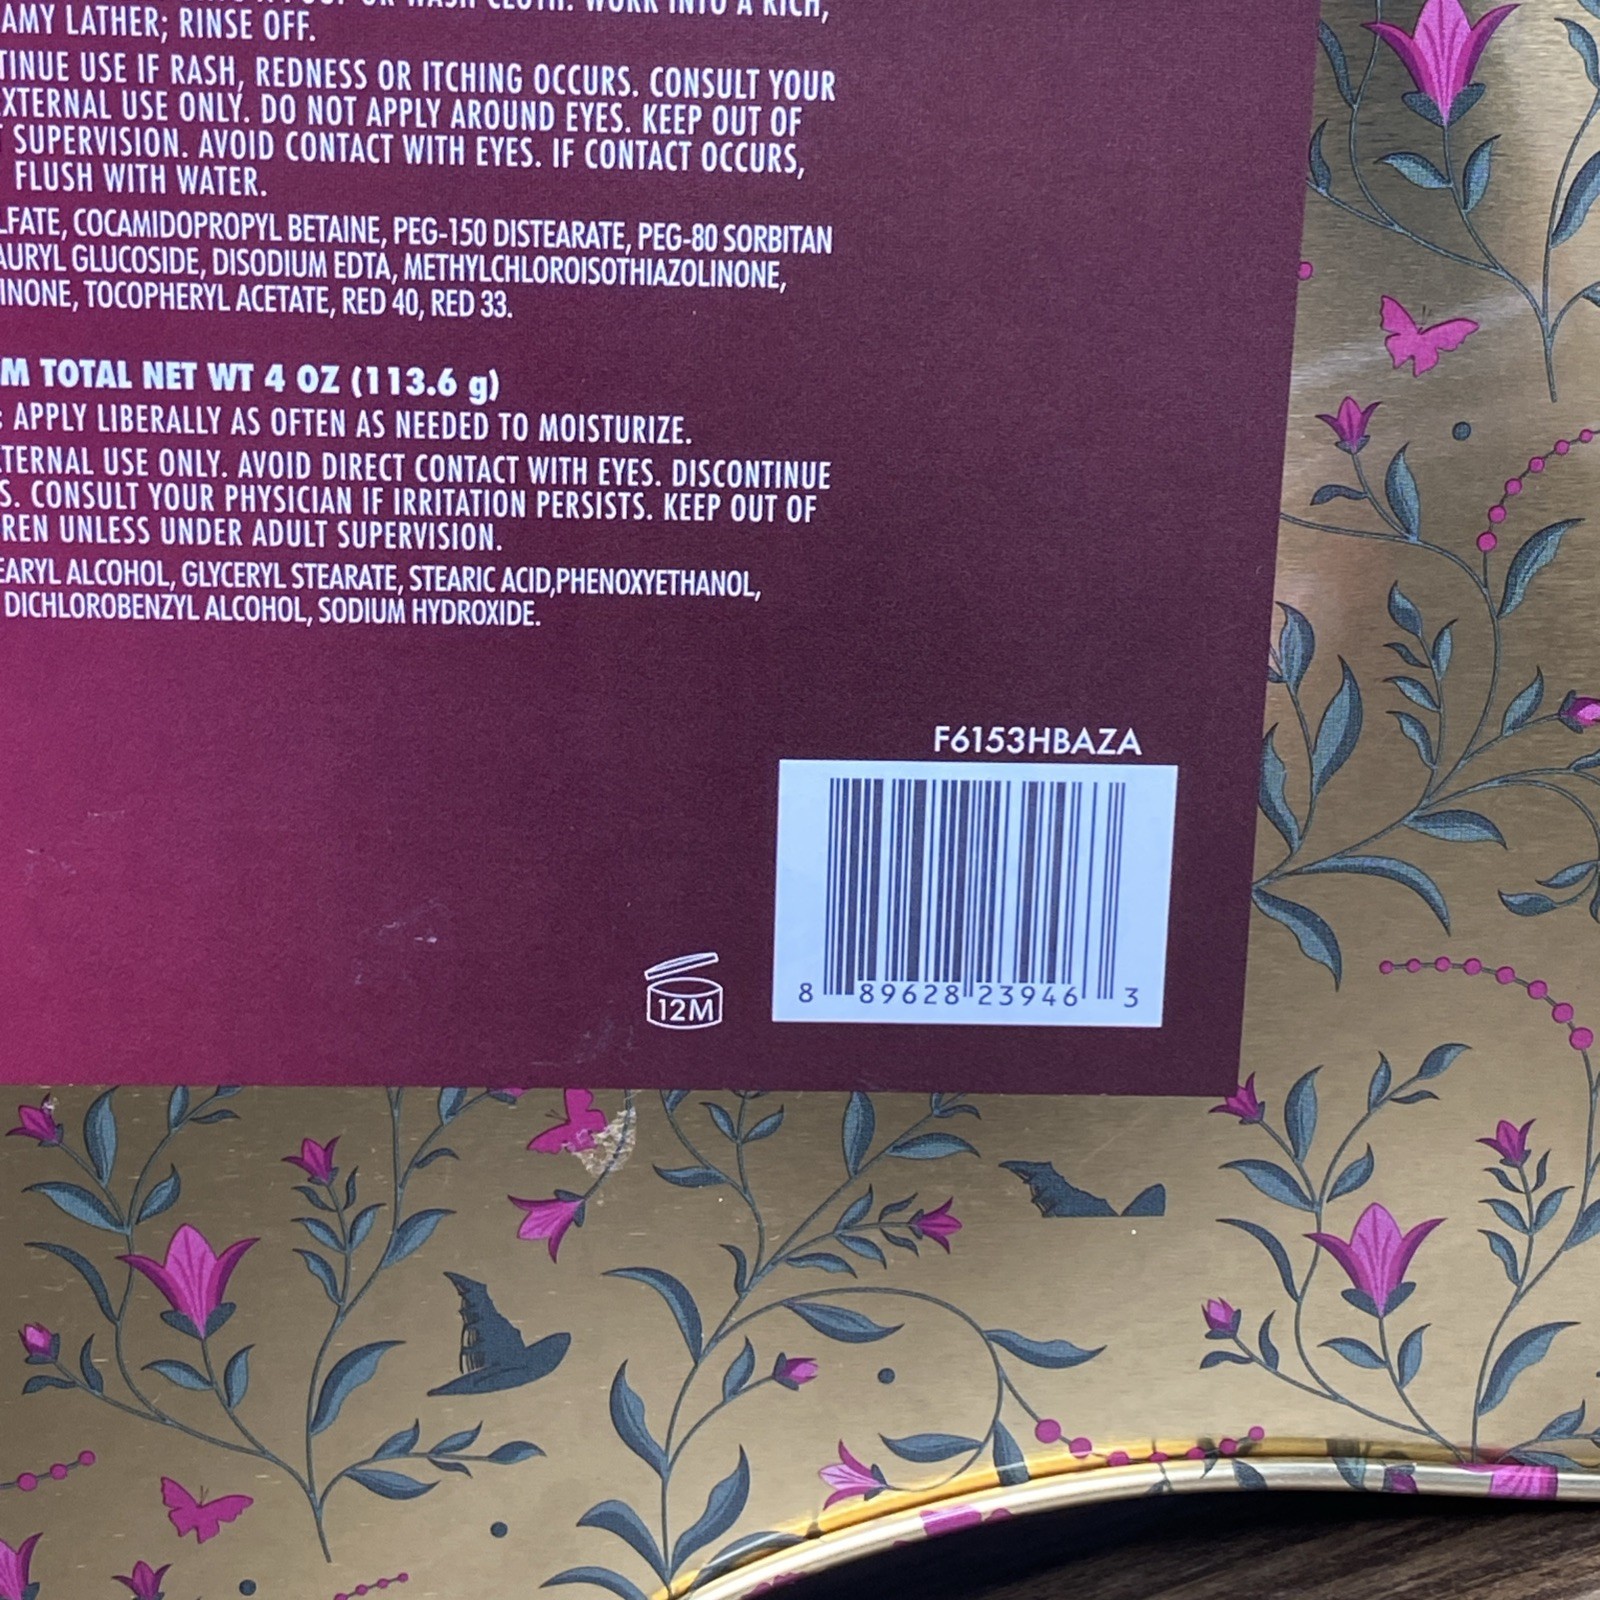 WORK INTO A RICH,
AMY LATHER; RINSE OFF.
TINUE USE IF RASH, REDNESS OR ITCHING OCCURS. CONSULT YOUR
XTERNAL USE ONLY. DO NOT APPLY AROUND EYES. KEEP OUT OF
SUPERVISION. AVOID CONTACT WITH EYES. IF CONTACT OCCURS,
FLUSH WITH WATER.
LFATE, COCAMIDOPROPYL BETAINE, PEG-150 DISTEARATE, PEG-80 SORBITAN
AURYL GLUCOSIDE, DISODIUM EDTA, METHYLCHLOROISOTHIAZOLINONE,
INONE, TOCOPHERYL ACETATE, RED 40, RED 33.
M TOTAL NET WT 4 OZ (113.6 g)
: APPLY LIBERALLY AS OFTEN AS NEEDED TO MOISTURIZE.
TERNAL USE ONLY. AVOID DIRECT CONTACT WITH EYES. DISCONTINUE
S. CONSULT YOUR PHYSICIAN IF IRRITATION PERSISTS. KEEP OUT OF
REN UNLESS UNDER ADULT SUPERVISION.
EARYL ALCOHOL, GLYCERYL STEARATE, STEARIC ACID,PHENOXYETHANOL,
DICHLOROBENZYL ALCOHOL, SODIUM HYDROXIDE.
F6153HBAZA
12M
8 89628 23946 3